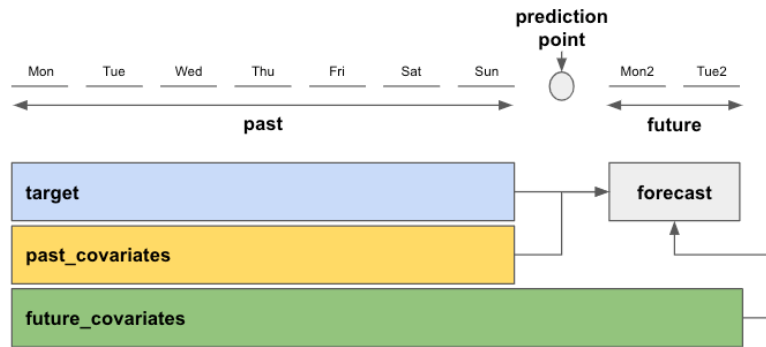 prediction
point
Mon Tue Wed Thu Fri Sat Sun Mon2 Tue2
past future
target forecast
past_covariates
future_covariates